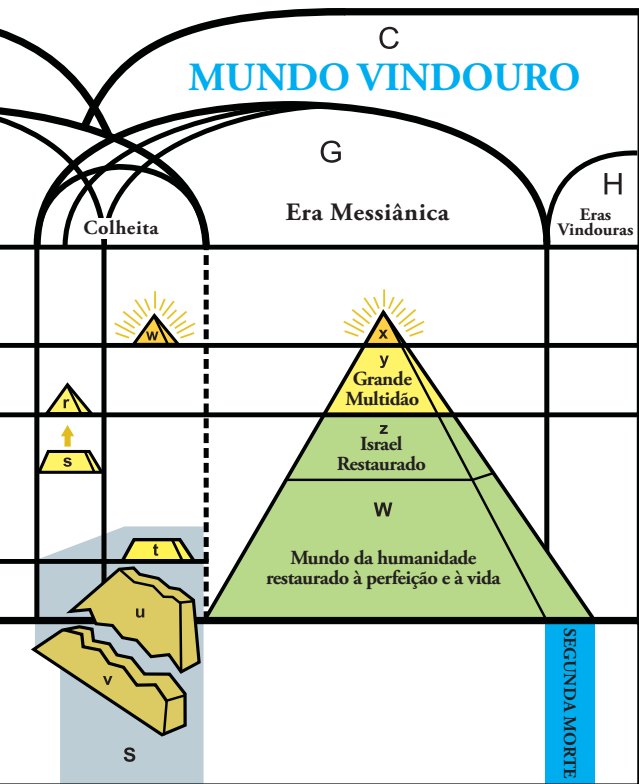 C
MUNDO VINDOURO
G
H
Colheita
Era Messiânica
Eras
Vindouras
w
x
y
Grande
Multidão
r
s
z
Israel
Restaurado
W
t
Mundo da humanidade
restaurado à perfeição e à vida
u
v
S
SEGUNDA MORTE